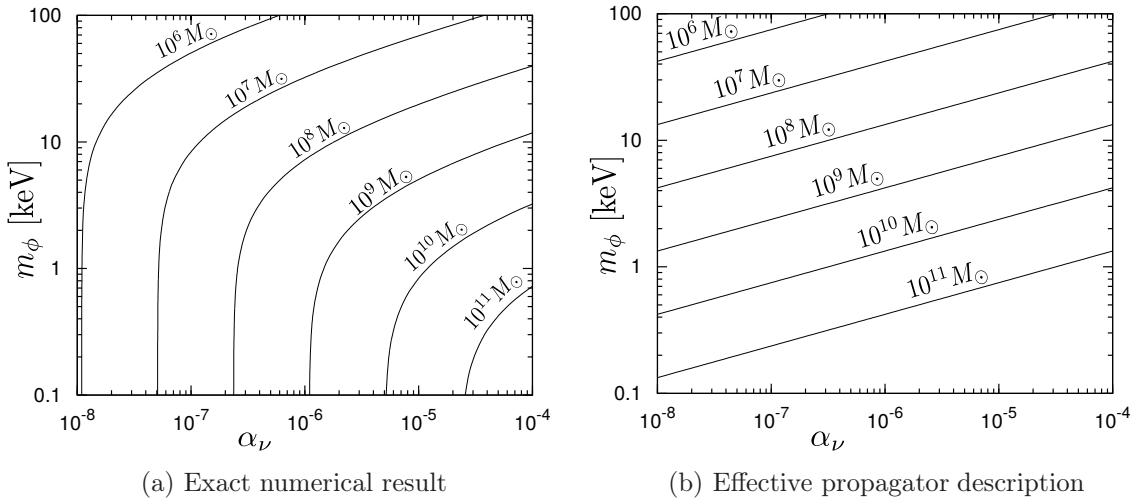 100
10
1
0.1
m_ϕ [keV]
10^6 M_⊙
10^7 M_⊙
10^8 M_⊙
10^9 M_⊙
10^10 M_⊙
10^11 M_⊙
10^-8 10^-7 10^-6 10^-5 10^-4
α_ν
(a) Exact numerical result
100
10
1
0.1
m_ϕ [keV]
10^6 M_⊙
10^7 M_⊙
10^8 M_⊙
10^9 M_⊙
10^10 M_⊙
10^11 M_⊙
10^-8 10^-7 10^-6 10^-5 10^-4
α_ν
(b) Effective propagator description